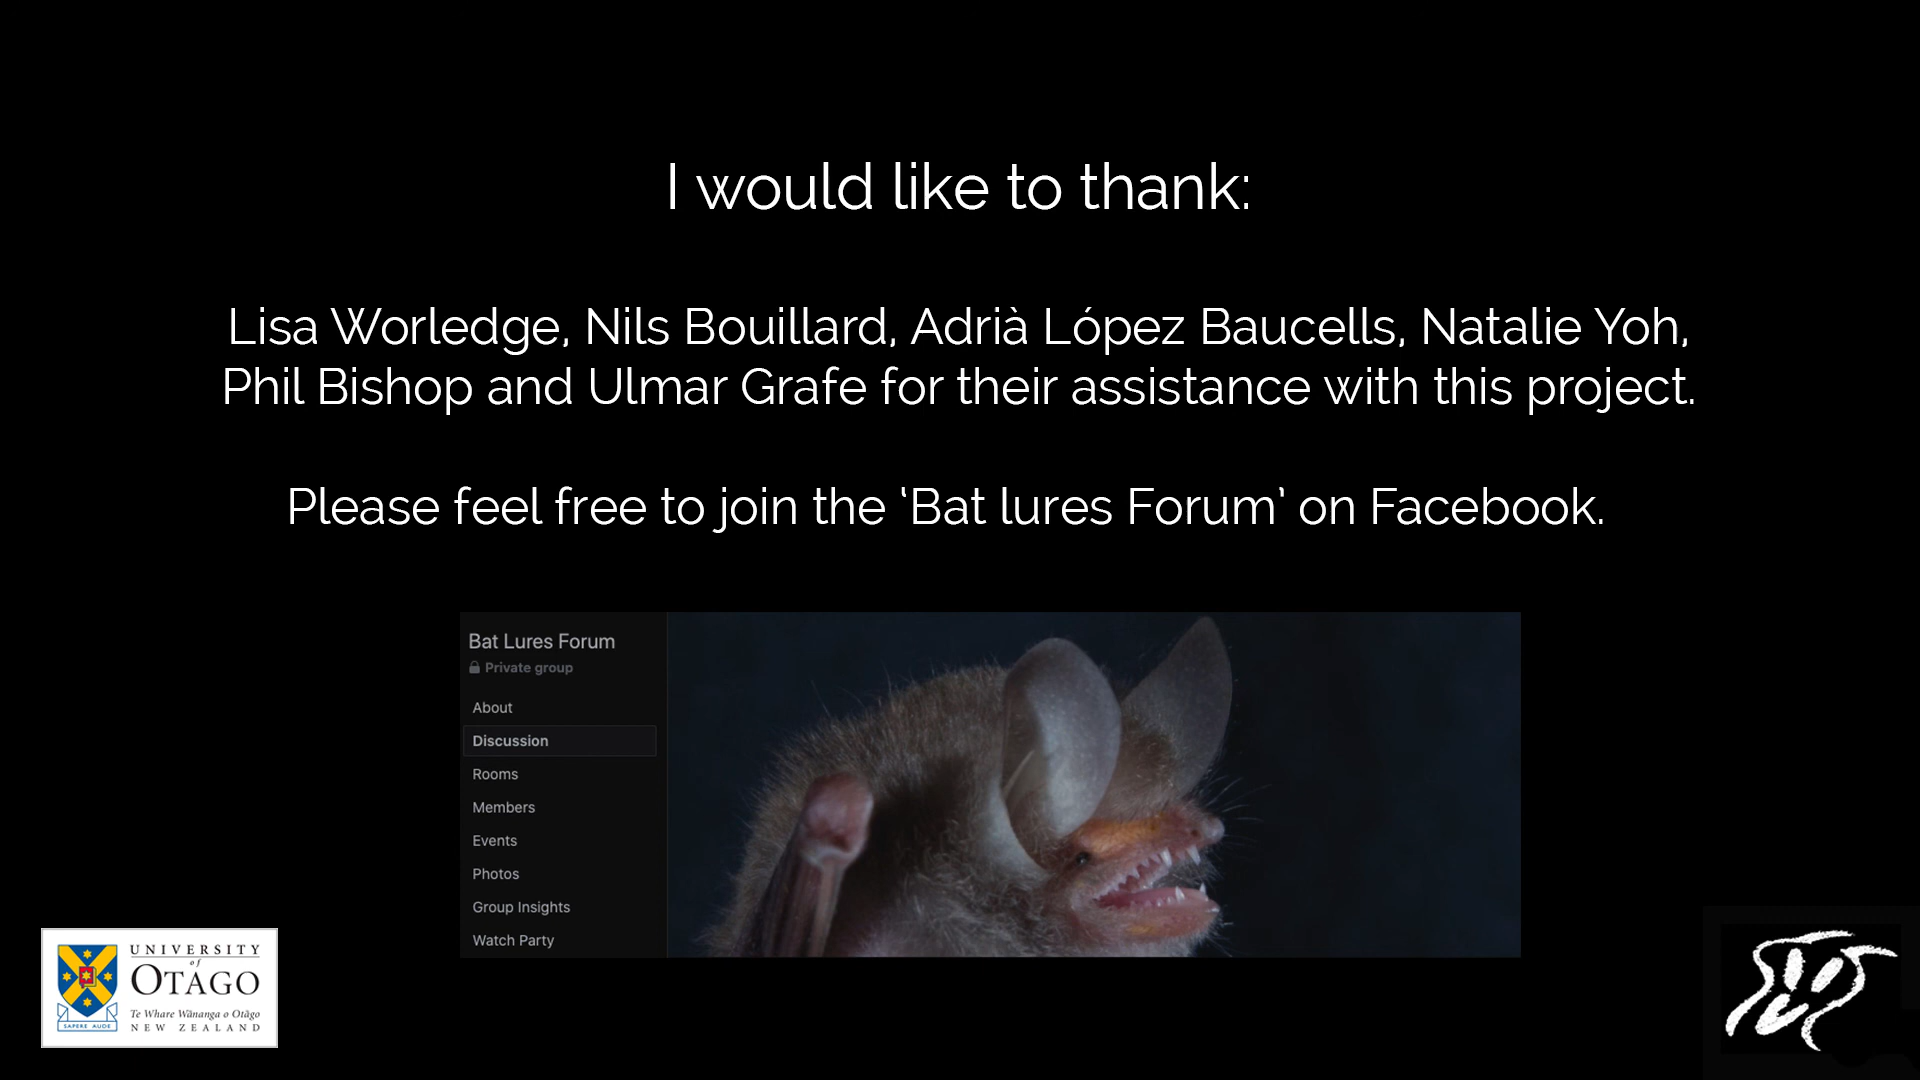 I would like to thank:
Lisa Worledge, Nils Bouillard, Adrià López Baucells, Natalie Yoh,
Phil Bishop and Ulmar Grafe for their assistance with this project.
Please feel free to join the ‘Bat lures Forum’ on Facebook.
Bat Lures Forum
Private group
About
Discussion
Rooms
Members
Events
Photos
Group Insights
Watch Party
UNIVERSITY
of
OTAGO
Te Whare Wānanga o Otāgo
NEW ZEALAND
SAPERE AUDE